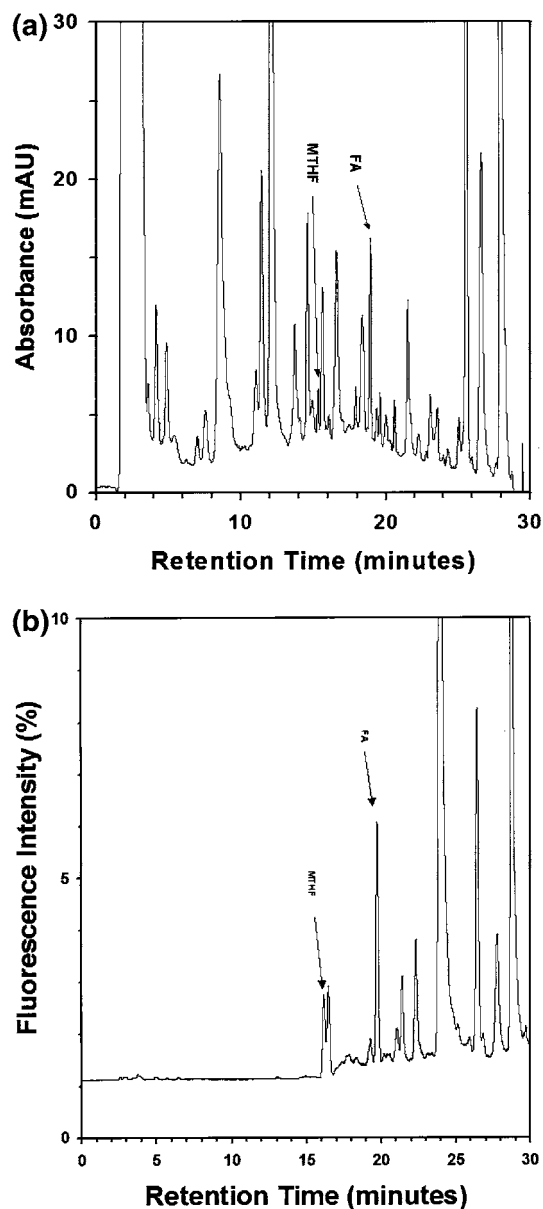 (a)
30
20
10
0
Absorbance (mAU)
MTHF
FA
0 10 20 30
Retention Time (minutes)
(b)
10
5
0
Fluorescence Intensity (%)
MTHF
FA
0 5 10 15 20 25 30
Retention Time (minutes)